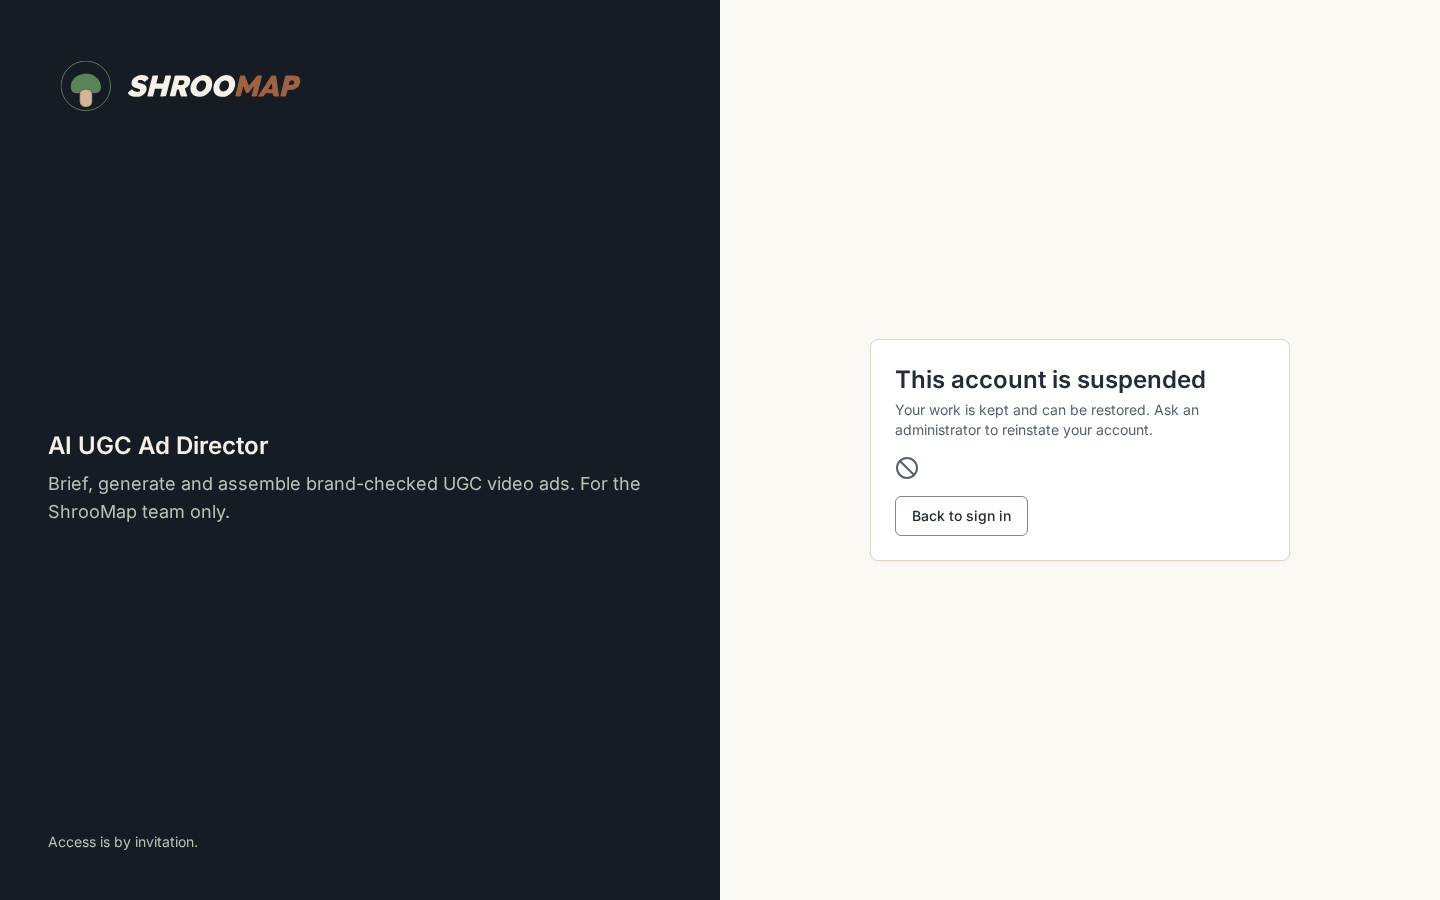 SHROOMAP
AI UGC Ad Director
Brief, generate and assemble brand-checked UGC video ads. For the
ShrooMap team only.
Access is by invitation.
This account is suspended
Your work is kept and can be restored. Ask an
administrator to reinstate your account.
Back to sign in